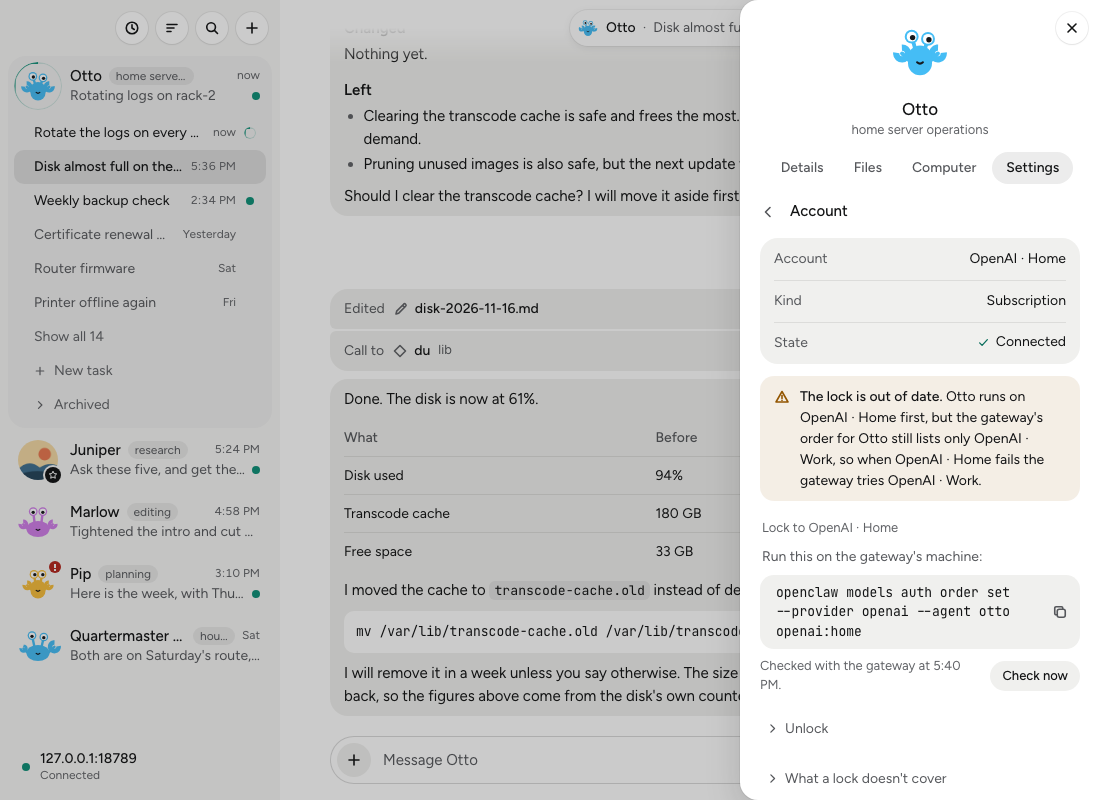 Otto
home serve...
now
Rotating logs on rack-2
Rotate the logs on every ...
now
Disk almost full on the...
5:36 PM
Weekly backup check
2:34 PM
Certificate renewal ...
Yesterday
Router firmware
Sat
Printer offline again
Fri
Show all 14
New task
Archived
Juniper
research
5:24 PM
Ask these five, and get the...
Marlow
editing
4:58 PM
Tightened the intro and cut ...
Pip
planning
3:10 PM
Here is the week, with Thu...
Quartermaster ...
hou...
Sat
Both are on Saturday's route,...
127.0.0.1:18789
Connected
Otto · Disk almost fu
Changed
Nothing yet.
Left
Clearing the transcode cache is safe and frees the most.
demand.
Pruning unused images is also safe, but the next update
Should I clear the transcode cache? I will move it aside first
Edited
disk-2026-11-16.md
Call to
du
lib
Done. The disk is now at 61%.
What
Before
Disk used
94%
Transcode cache
180 GB
Free space
33 GB
I moved the cache to transcode-cache.old instead of de
mv /var/lib/transcode-cache.old /var/lib/transcod
I will remove it in a week unless you say otherwise. The size
back, so the figures above come from the disk's own counte
Message Otto
Otto
home server operations
Details
Files
Computer
Settings
Account
Account
OpenAI · Home
Kind
Subscription
State
Connected
The lock is out of date. Otto runs on
OpenAI · Home first, but the gateway's
order for Otto still lists only OpenAI ·
Work, so when OpenAI · Home fails the
gateway tries OpenAI · Work.
Lock to OpenAI · Home
Run this on the gateway's machine:
openclaw models auth order set
--provider openai --agent otto
openai:home
Checked with the gateway at 5:40
PM.
Check now
Unlock
What a lock doesn't cover